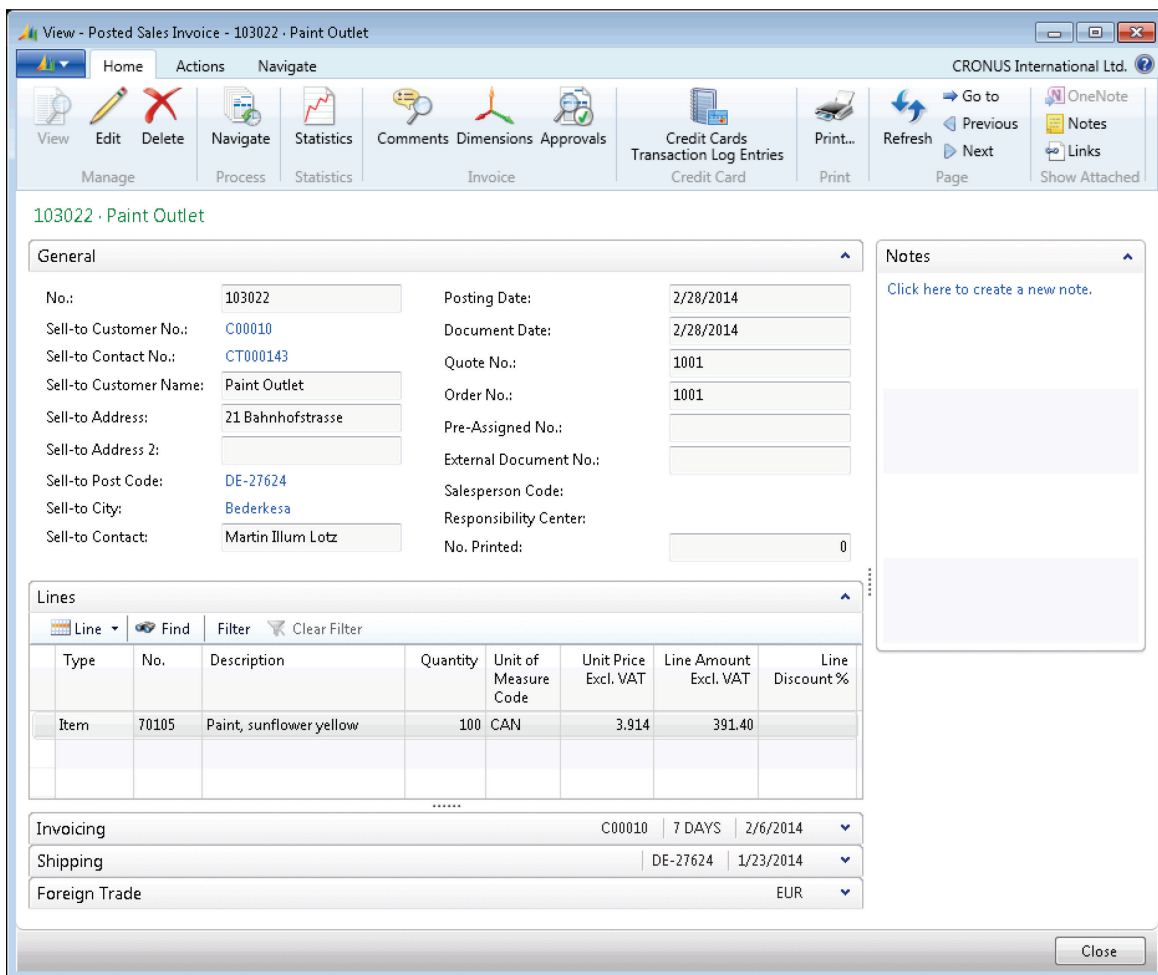 View - Posted Sales Invoice - 103022 · Paint Outlet
Home Actions Navigate CRONUS International Ltd.
View Edit Delete Navigate Statistics Comments Dimensions Approvals Credit Cards Transaction Log Entries Print... Refresh
Go to
Previous
Next
OneNote
Notes
Links
Manage Process Statistics Invoice Credit Card Print Page Show Attached
103022 · Paint Outlet
General
No.: 103022
Sell-to Customer No.: C00010
Sell-to Contact No.: CT000143
Sell-to Customer Name: Paint Outlet
Sell-to Address: 21 Bahnhofstrasse
Sell-to Address 2:
Sell-to Post Code: DE-27624
Sell-to City: Bederkesa
Sell-to Contact: Martin Illum Lotz
Posting Date: 2/28/2014
Document Date: 2/28/2014
Quote No.: 1001
Order No.: 1001
Pre-Assigned No.:
External Document No.:
Salesperson Code:
Responsibility Center:
No. Printed: 0
Notes
Click here to create a new note.
Lines
Line Find Filter Clear Filter
Type No. Description Quantity Unit of Measure Code Unit Price Excl. VAT Line Amount Excl. VAT Line Discount %
Item 70105 Paint, sunflower yellow 100 CAN 3.914 391.40
Invoicing C00010 7 DAYS 2/6/2014
Shipping DE-27624 1/23/2014
Foreign Trade EUR
Close